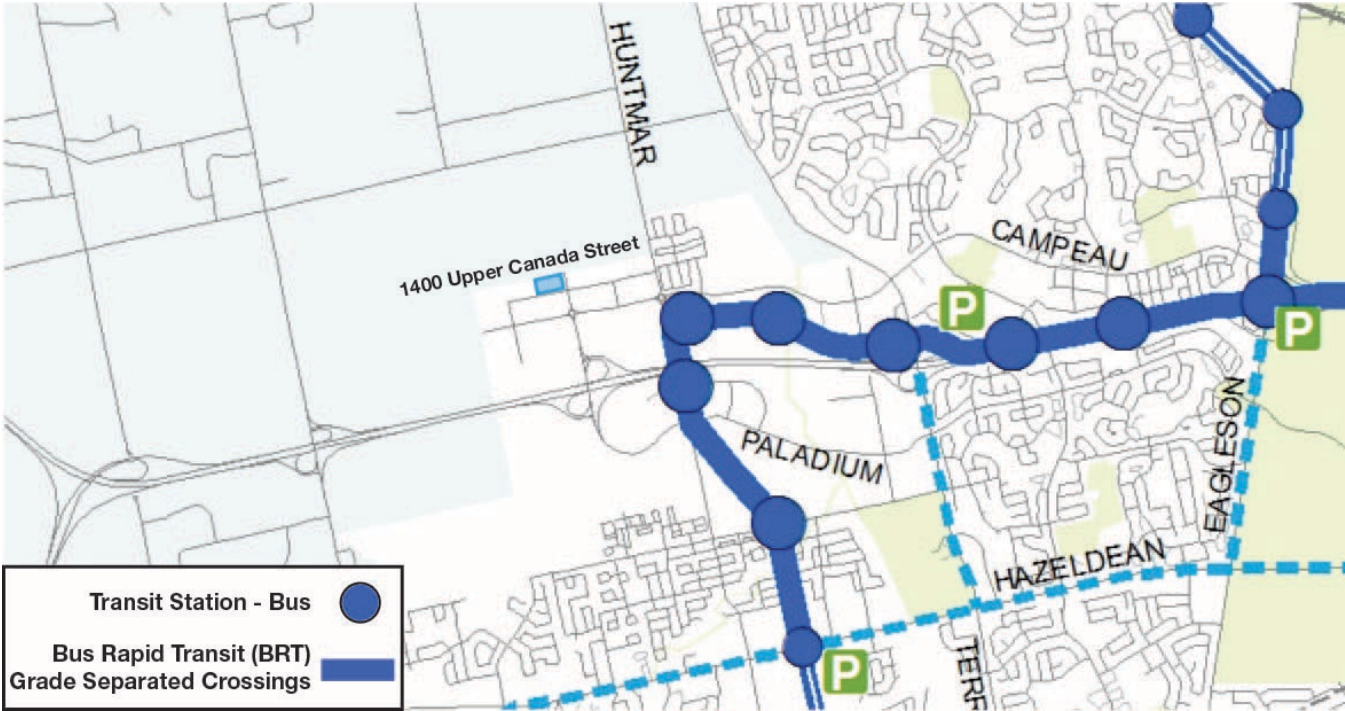 HUNTMAR
CAMPEAU
1400 Upper Canada Street
P
P
PALADIUM
EAGLESON
HAZELDEAN
TERR
P
Transit Station - Bus
Bus Rapid Transit (BRT)
Grade Separated Crossings